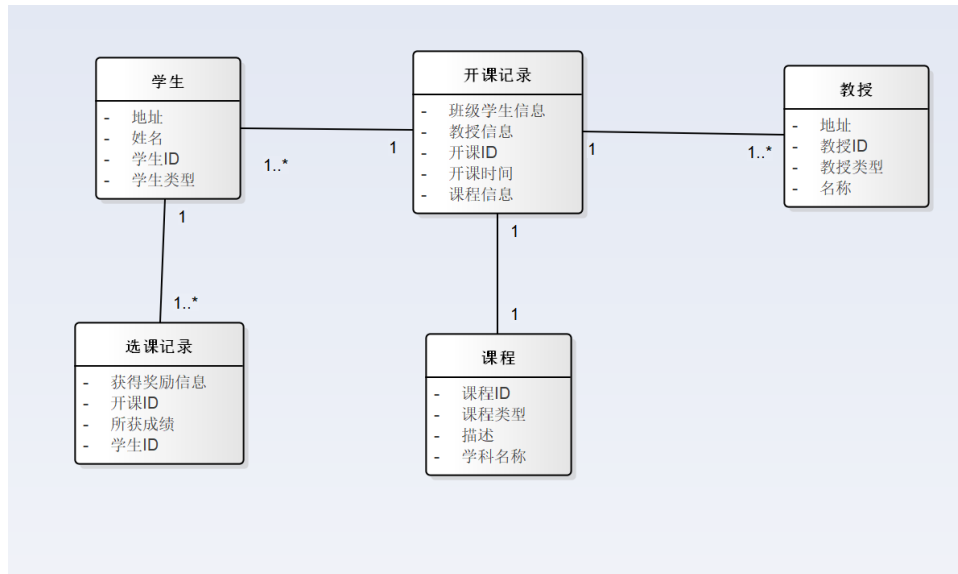 学生
- 地址
- 姓名
- 学生ID
- 学生类型
开课记录
- 班级学生信息
- 教授信息
- 开课ID
- 开课时间
- 课程信息
教授
- 地址
- 教授ID
- 教授类型
- 名称
1..*
1
1
1..*
1
1..*
1
1
选课记录
- 获得奖励信息
- 开课ID
- 所获成绩
- 学生ID
课程
- 课程ID
- 课程类型
- 描述
- 学科名称